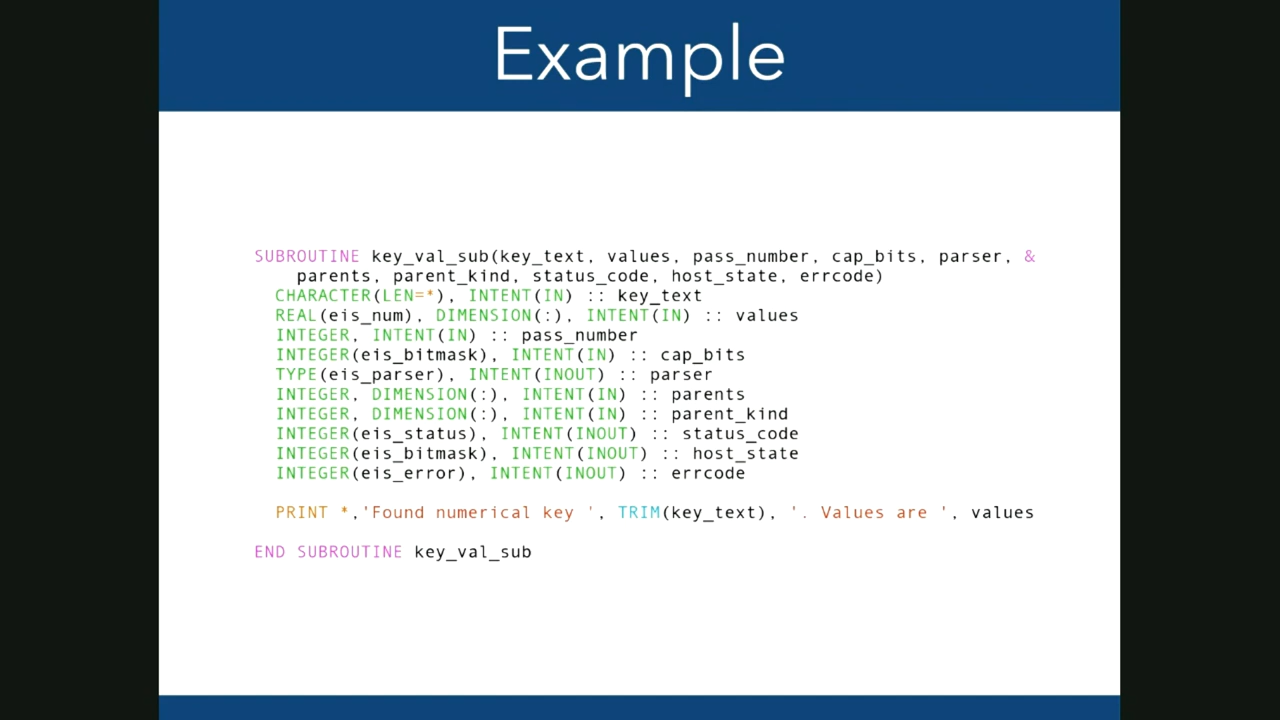 Example
SUBROUTINE key_val_sub(key_text, values, pass_number, cap_bits, parser, &
parents, parent_kind, status_code, host_state, errcode)
CHARACTER(LEN=*), INTENT(IN) :: key_text
REAL(eis_num), DIMENSION(:), INTENT(IN) :: values
INTEGER, INTENT(IN) :: pass_number
INTEGER(eis_bitmask), INTENT(IN) :: cap_bits
TYPE(eis_parser), INTENT(INOUT) :: parser
INTEGER, DIMENSION(:), INTENT(IN) :: parents
INTEGER, DIMENSION(:), INTENT(IN) :: parent_kind
INTEGER(eis_status), INTENT(INOUT) :: status_code
INTEGER(eis_bitmask), INTENT(INOUT) :: host_state
INTEGER(eis_error), INTENT(INOUT) :: errcode
PRINT *,'Found numerical key ', TRIM(key_text), '. Values are ', values
END SUBROUTINE key_val_sub